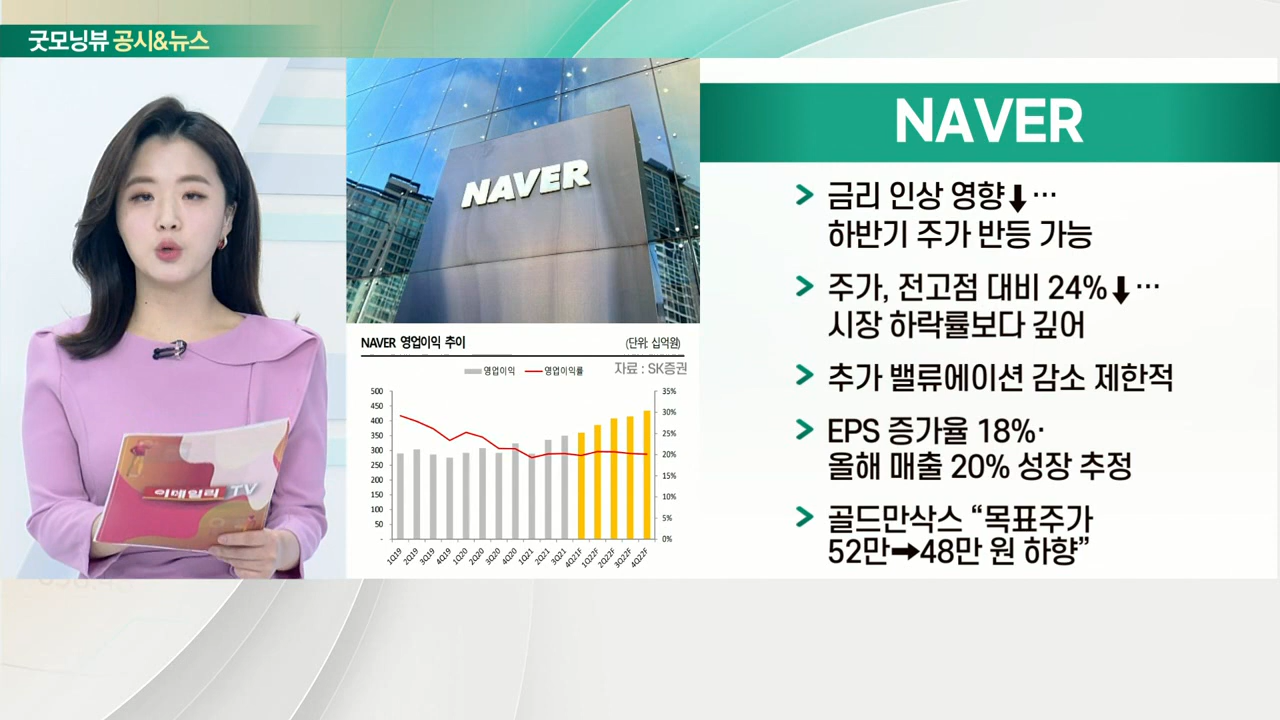 굿모닝뷰 공시&뉴스
이데일리 TV
NAVER
NAVER 영업이익 추이
(단위: 십억원)
자료 : SK증권
영업이익
영업이익률
500
450
400
350
300
250
200
150
100
50
-
35%
30%
25%
20%
15%
10%
5%
0%
1Q19
2Q19
3Q19
4Q19
1Q20
2Q20
3Q20
4Q20
1Q21
2Q21
3Q21
4Q21F
1Q22F
2Q22F
3Q22F
4Q22F
NAVER
> 금리 인상 영향⬇…
하반기 주가 반등 가능
> 주가, 전고점 대비 24%⬇…
시장 하락률보다 깊어
> 추가 밸류에이션 감소 제한적
> EPS 증가율 18%·
올해 매출 20% 성장 추정
> 골드만삭스 “목표주가
52만➡48만 원 하향”